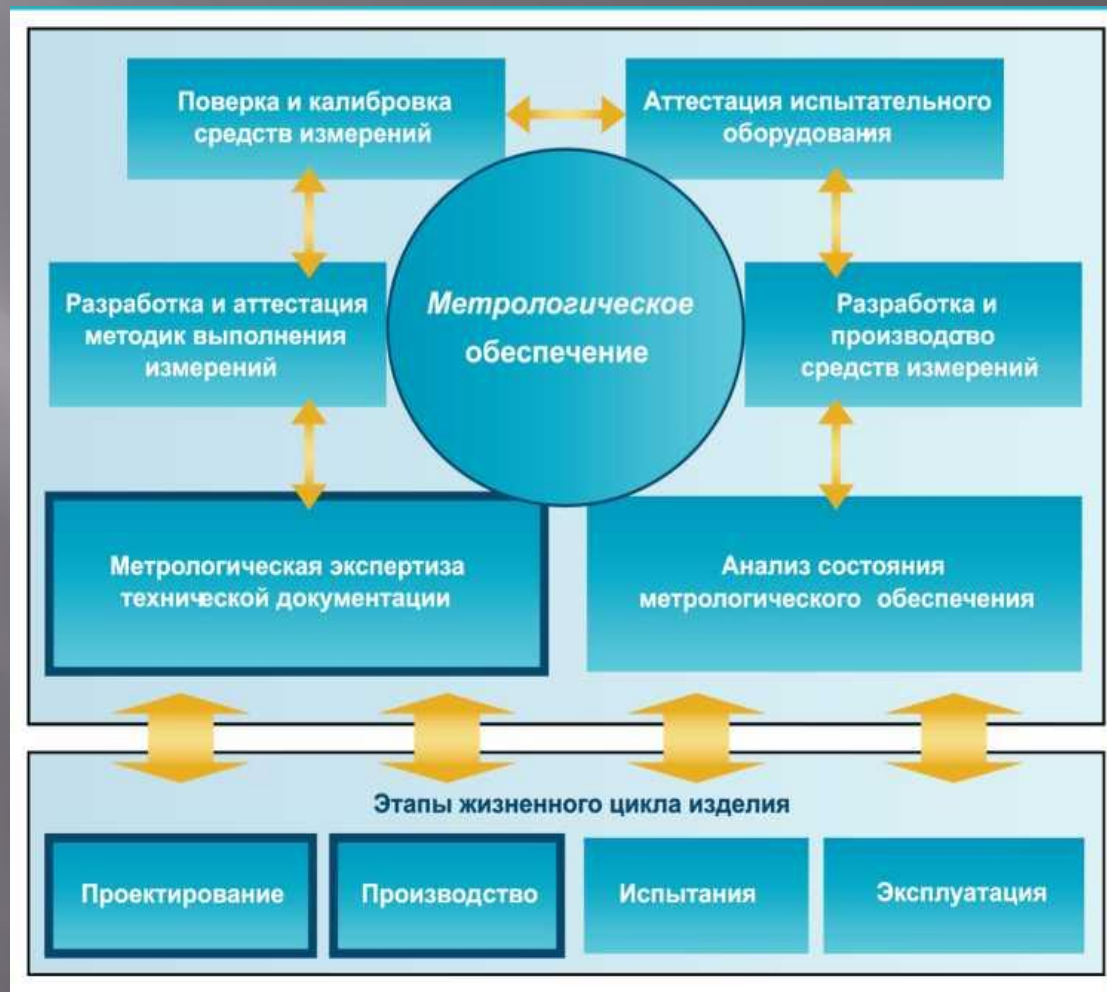 Поверка и калибровка
средств измерений
Аттестация испытательного
оборудования
Метрологическое
обеспечение
Разработка и аттестация
методик выполнения
измерений
Разработка и
производство
средств измерений
Метрологическая экспертиза
технической документации
Анализ состояния
метрологического обеспечения
Этапы жизненного цикла изделия
Проектирование
Производство
Испытания
Эксплуатация